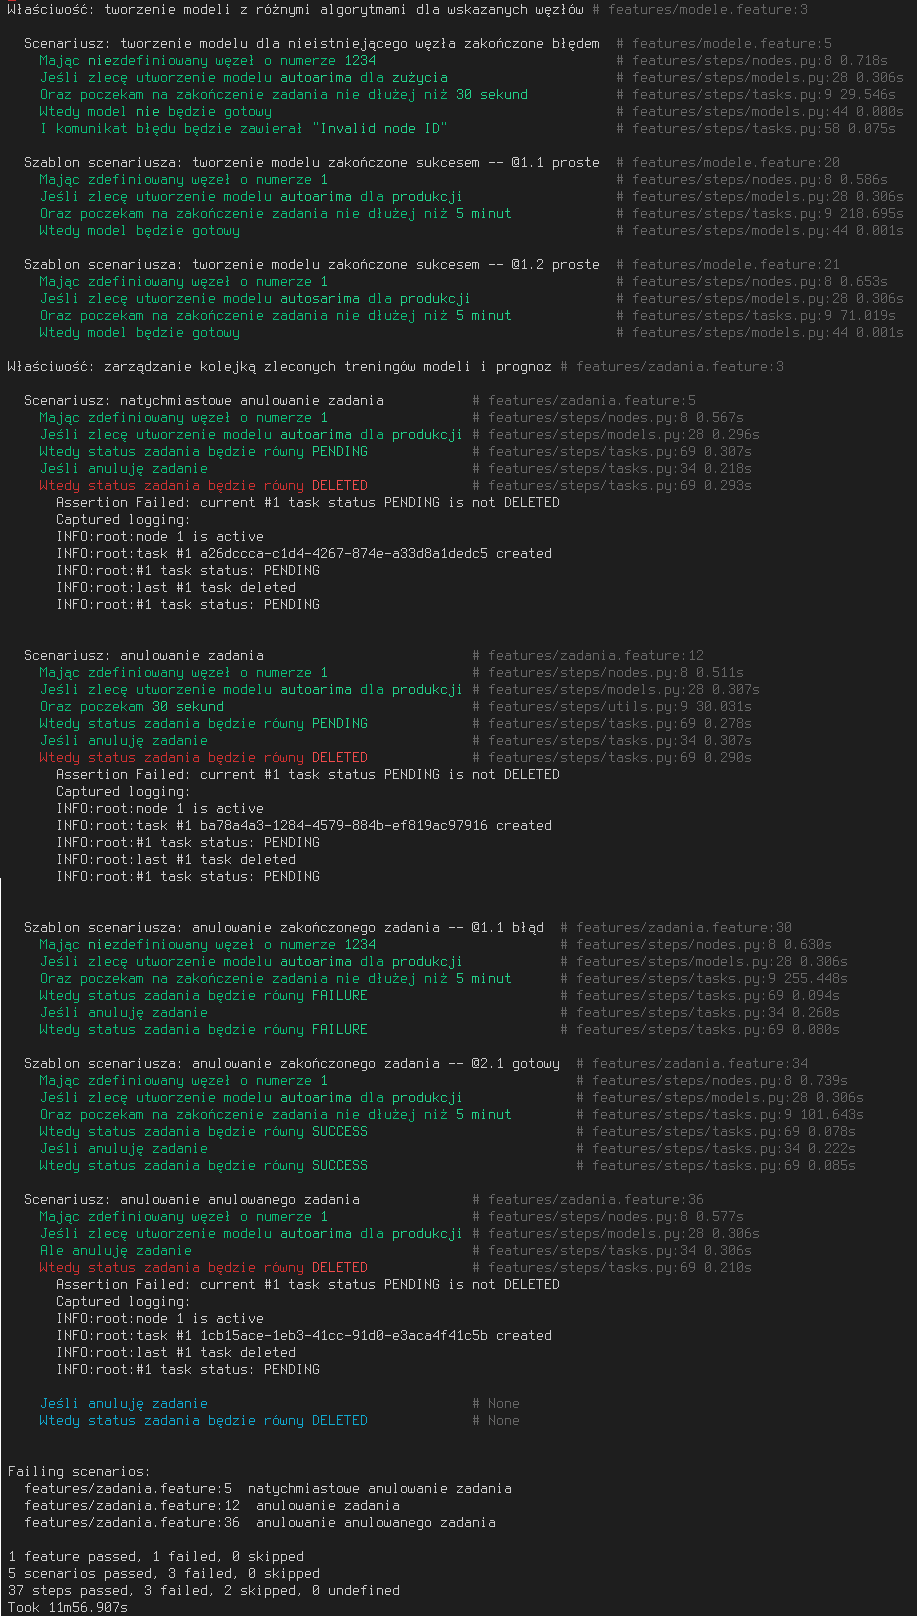 Właściwość: tworzenie modeli z różnymi algorytmami dla wskazanych węzłów # features/modele.feature:3
Scenariusz: tworzenie modelu dla nieistniejącego węzła zakończone błędem # features/modele.feature:5
Mając niezdefiniowany węzeł o numerze 1234 # features/steps/nodes.py:8 0.718s
Jeśli zlecę utworzenie modelu autoarima dla zużycia # features/steps/models.py:28 0.306s
Oraz poczekam na zakończenie zadania nie dłużej niż 30 sekund # features/steps/tasks.py:9 29.546s
Wtedy model nie będzie gotowy # features/steps/models.py:44 0.000s
I komunikat błędu będzie zawierał "Invalid node ID" # features/steps/tasks.py:58 0.075s
Szablon scenariusza: tworzenie modelu zakończone sukcesem -- @1.1 proste # features/modele.feature:20
Mając zdefiniowany węzeł o numerze 1 # features/steps/nodes.py:8 0.586s
Jeśli zlecę utworzenie modelu autoarima dla produkcji # features/steps/models.py:28 0.306s
Oraz poczekam na zakończenie zadania nie dłużej niż 5 minut # features/steps/tasks.py:9 218.695s
Wtedy model będzie gotowy # features/steps/models.py:44 0.001s
Szablon scenariusza: tworzenie modelu zakończone sukcesem -- @1.2 proste # features/modele.feature:21
Mając zdefiniowany węzeł o numerze 1 # features/steps/nodes.py:8 0.653s
Jeśli zlecę utworzenie modelu autosarima dla produkcji # features/steps/models.py:28 0.306s
Oraz poczekam na zakończenie zadania nie dłużej niż 5 minut # features/steps/tasks.py:9 71.019s
Wtedy model będzie gotowy # features/steps/models.py:44 0.001s
Właściwość: zarządzanie kolejką zleconych treningów modeli i prognoz # features/zadania.feature:3
Scenariusz: natychmiastowe anulowanie zadania # features/zadania.feature:5
Mając zdefiniowany węzeł o numerze 1 # features/steps/nodes.py:8 0.567s
Jeśli zlecę utworzenie modelu autoarima dla produkcji # features/steps/models.py:28 0.296s
Wtedy status zadania będzie równy PENDING # features/steps/tasks.py:69 0.307s
Jeśli anuluję zadanie # features/steps/tasks.py:34 0.218s
Wtedy status zadania będzie równy DELETED # features/steps/tasks.py:69 0.293s
Assertion Failed: current #1 task status PENDING is not DELETED
Captured logging:
INFO:root:node 1 is active
INFO:root:task #1 a26dccca-c1d4-4267-874e-a33d8a1dedc5 created
INFO:root:#1 task status: PENDING
INFO:root:last #1 task deleted
INFO:root:#1 task status: PENDING
Scenariusz: anulowanie zadania # features/zadania.feature:12
Mając zdefiniowany węzeł o numerze 1 # features/steps/nodes.py:8 0.511s
Jeśli zlecę utworzenie modelu autoarima dla produkcji # features/steps/models.py:28 0.307s
Oraz poczekam 30 sekund # features/steps/utils.py:9 30.031s
Wtedy status zadania będzie równy PENDING # features/steps/tasks.py:69 0.278s
Jeśli anuluję zadanie # features/steps/tasks.py:34 0.307s
Wtedy status zadania będzie równy DELETED # features/steps/tasks.py:69 0.290s
Assertion Failed: current #1 task status PENDING is not DELETED
Captured logging:
INFO:root:node 1 is active
INFO:root:task #1 ba78a4a3-1284-4579-884b-ef819ac97916 created
INFO:root:#1 task status: PENDING
INFO:root:last #1 task deleted
INFO:root:#1 task status: PENDING
Szablon scenariusza: anulowanie zakończonego zadania -- @1.1 błąd # features/zadania.feature:30
Mając niezdefiniowany węzeł o numerze 1234 # features/steps/nodes.py:8 0.630s
Jeśli zlecę utworzenie modelu autoarima dla produkcji # features/steps/models.py:28 0.306s
Oraz poczekam na zakończenie zadania nie dłużej niż 5 minut # features/steps/tasks.py:9 255.448s
Wtedy status zadania będzie równy FAILURE # features/steps/tasks.py:69 0.094s
Jeśli anuluję zadanie # features/steps/tasks.py:34 0.260s
Wtedy status zadania będzie równy FAILURE # features/steps/tasks.py:69 0.080s
Szablon scenariusza: anulowanie zakończonego zadania -- @2.1 gotowy # features/zadania.feature:34
Mając zdefiniowany węzeł o numerze 1 # features/steps/nodes.py:8 0.739s
Jeśli zlecę utworzenie modelu autoarima dla produkcji # features/steps/models.py:28 0.306s
Oraz poczekam na zakończenie zadania nie dłużej niż 5 minut # features/steps/tasks.py:9 101.643s
Wtedy status zadania będzie równy SUCCESS # features/steps/tasks.py:69 0.078s
Jeśli anuluję zadanie # features/steps/tasks.py:34 0.222s
Wtedy status zadania będzie równy SUCCESS # features/steps/tasks.py:69 0.085s
Scenariusz: anulowanie anulowanego zadania # features/zadania.feature:36
Mając zdefiniowany węzeł o numerze 1 # features/steps/nodes.py:8 0.577s
Jeśli zlecę utworzenie modelu autoarima dla produkcji # features/steps/models.py:28 0.306s
Ale anuluję zadanie # features/steps/tasks.py:34 0.306s
Wtedy status zadania będzie równy DELETED # features/steps/tasks.py:69 0.210s
Assertion Failed: current #1 task status PENDING is not DELETED
Captured logging:
INFO:root:node 1 is active
INFO:root:task #1 1cb15ace-1eb3-41cc-91d0-e3aca4f41c5b created
INFO:root:last #1 task deleted
INFO:root:#1 task status: PENDING
Jeśli anuluję zadanie # None
Wtedy status zadania będzie równy DELETED # None
Failing scenarios:
features/zadania.feature:5 natychmiastowe anulowanie zadania
features/zadania.feature:12 anulowanie zadania
features/zadania.feature:36 anulowanie anulowanego zadania
1 feature passed, 1 failed, 0 skipped
5 scenarios passed, 3 failed, 0 skipped
37 steps passed, 3 failed, 2 skipped, 0 undefined
Took 11m56.907s